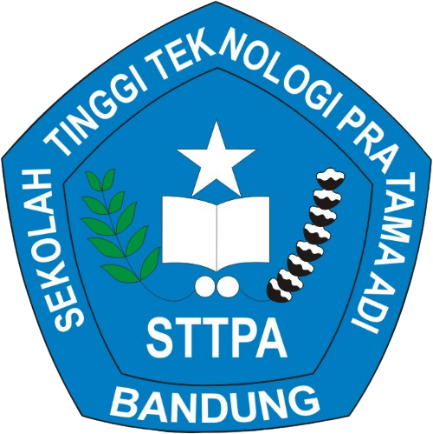 SEKOLAH TINGGI TEKNOLOGI PRATAMA ADI
STTPA
BANDUNG